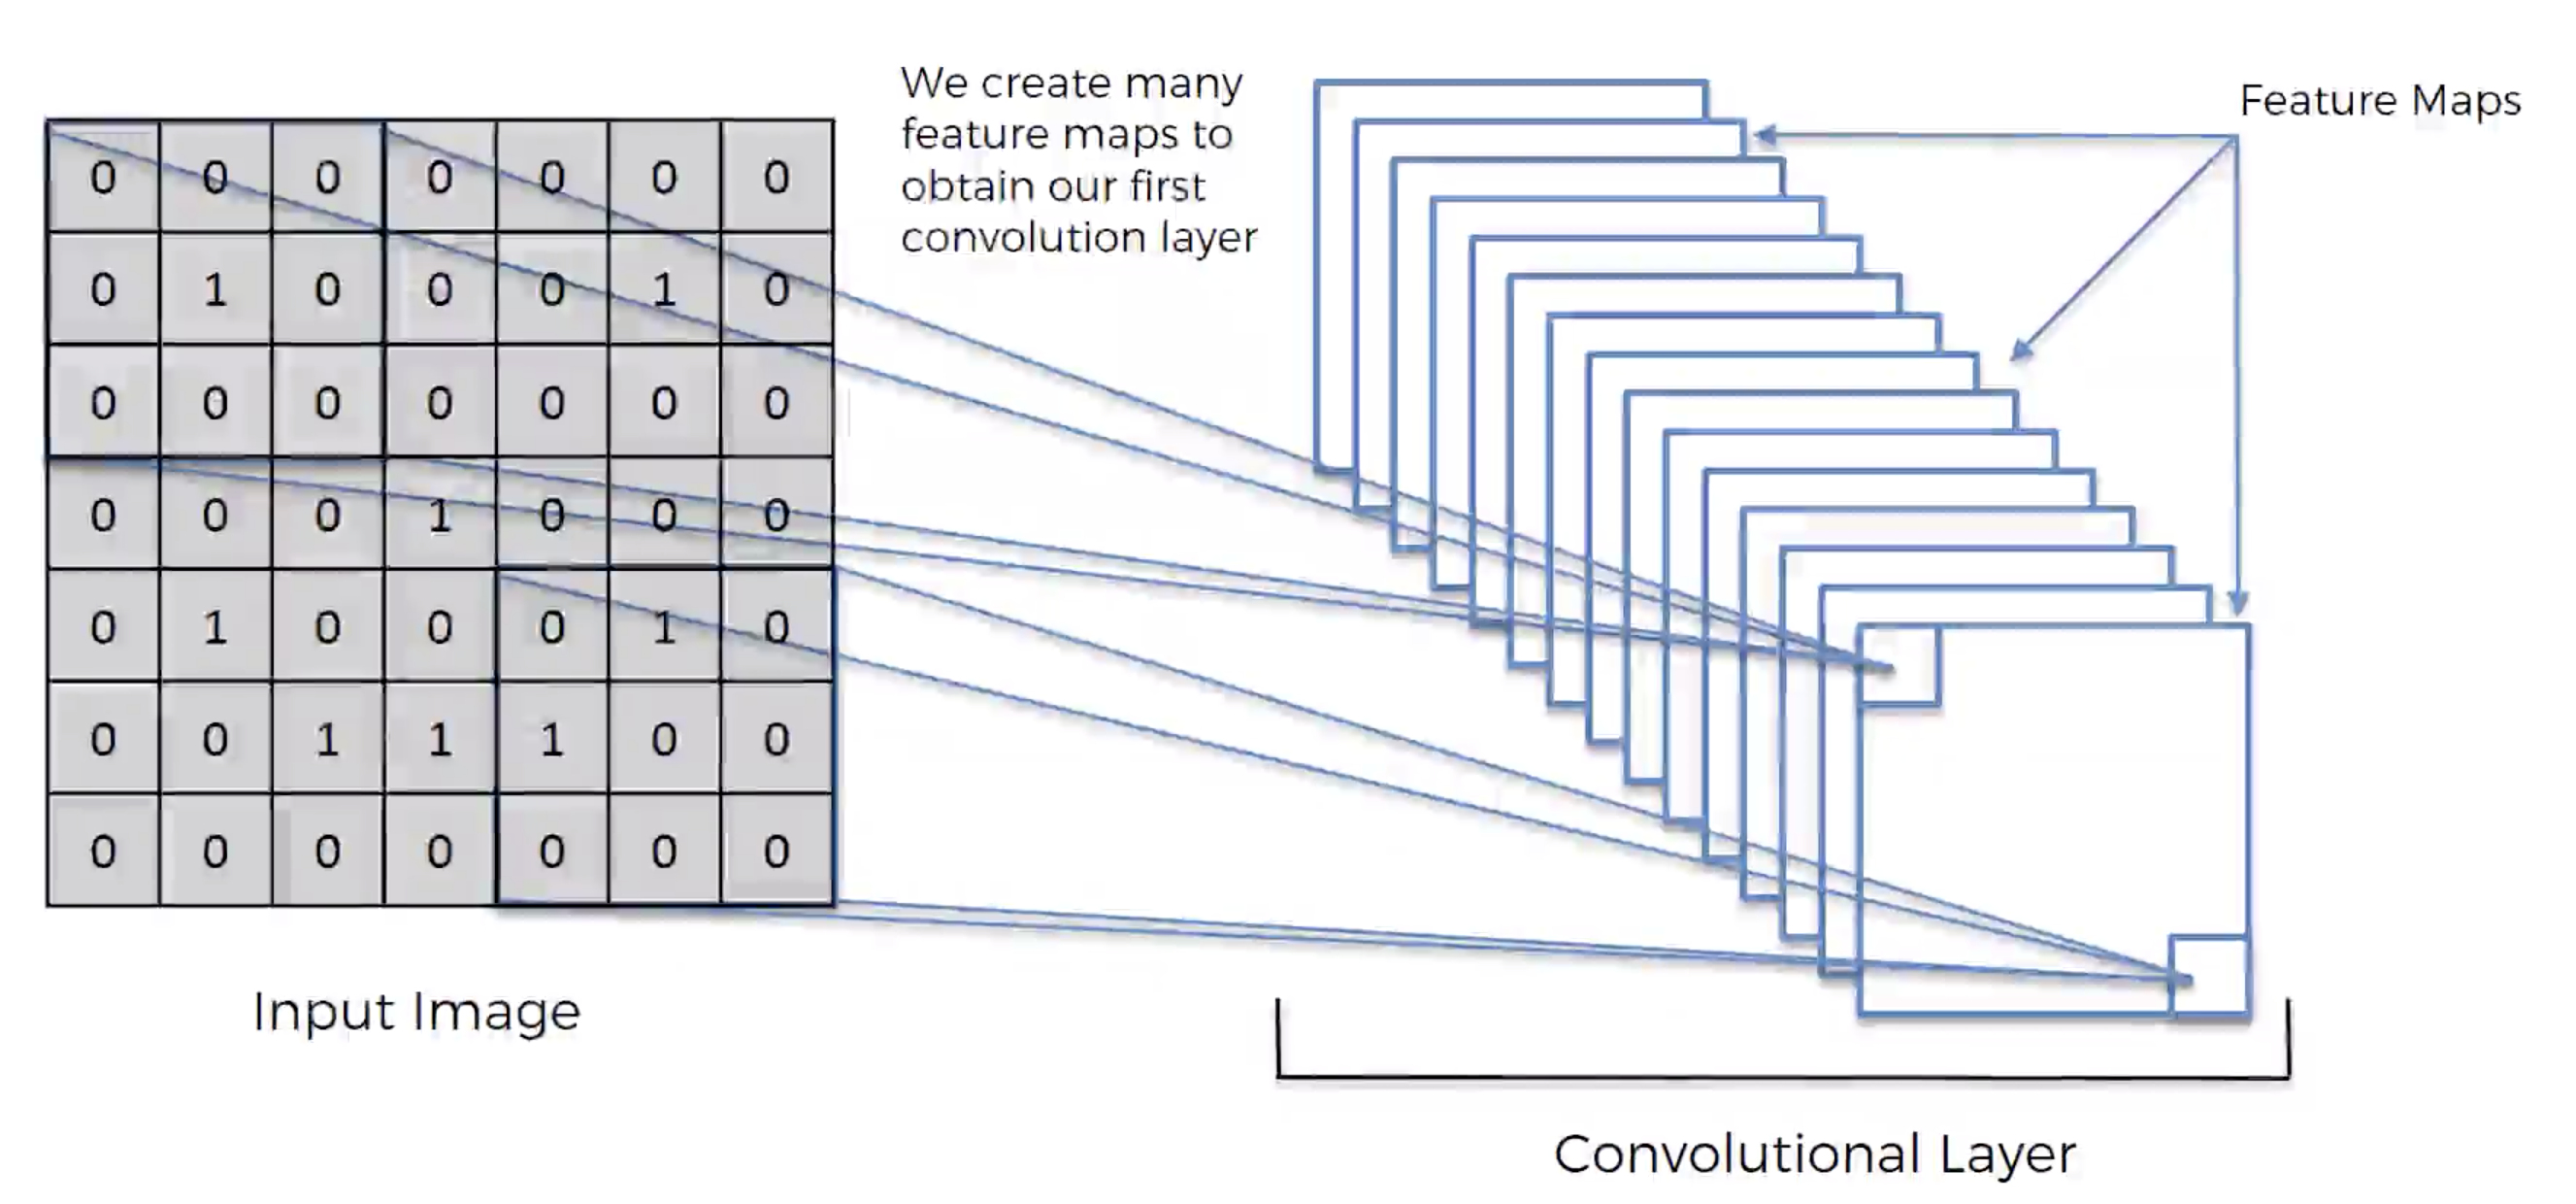 We create many
feature maps to
obtain our first
convolution layer
Feature Maps
0 0 0 0 0 0 0
0 1 0 0 0 1 0
0 0 0 0 0 0 0
0 0 0 1 0 0 0
0 1 0 0 0 1 0
0 0 1 1 1 0 0
0 0 0 0 0 0 0
Input Image
Convolutional Layer